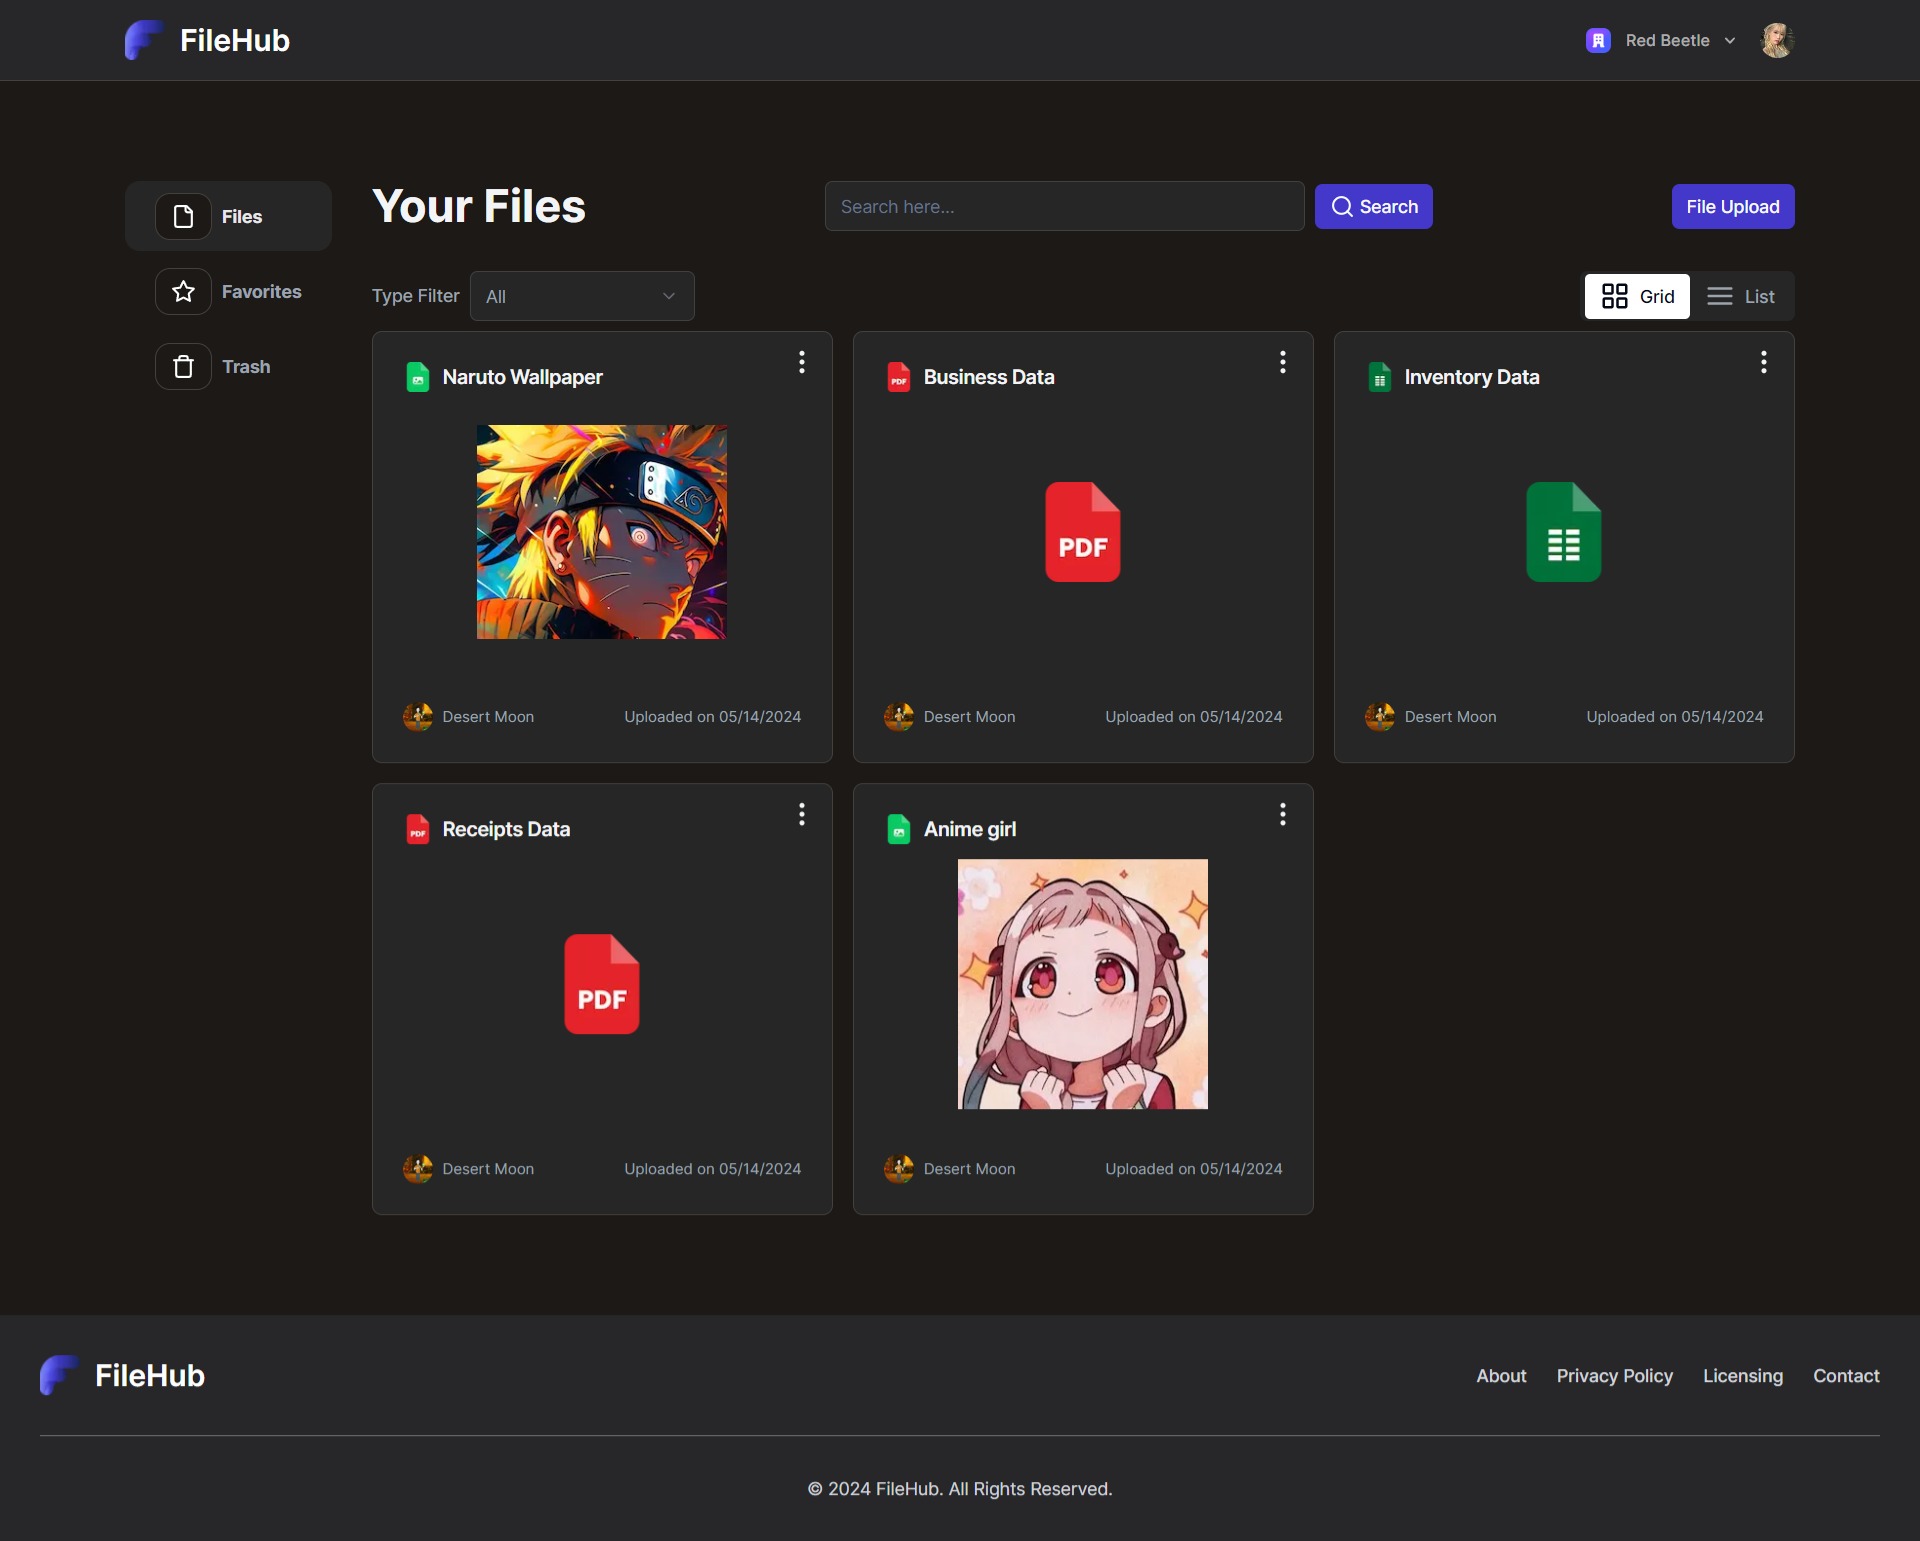 FileHub
Red Beetle
Files
Favorites
Trash
Your Files
Search here...
Search
File Upload
Type Filter
All
Grid
List
Naruto Wallpaper
Desert Moon
Uploaded on 05/14/2024
PDF
Business Data
PDF
Desert Moon
Uploaded on 05/14/2024
Inventory Data
Desert Moon
Uploaded on 05/14/2024
PDF
Receipts Data
PDF
Desert Moon
Uploaded on 05/14/2024
Anime girl
Desert Moon
Uploaded on 05/14/2024
FileHub
About
Privacy Policy
Licensing
Contact
© 2024 FileHub. All Rights Reserved.